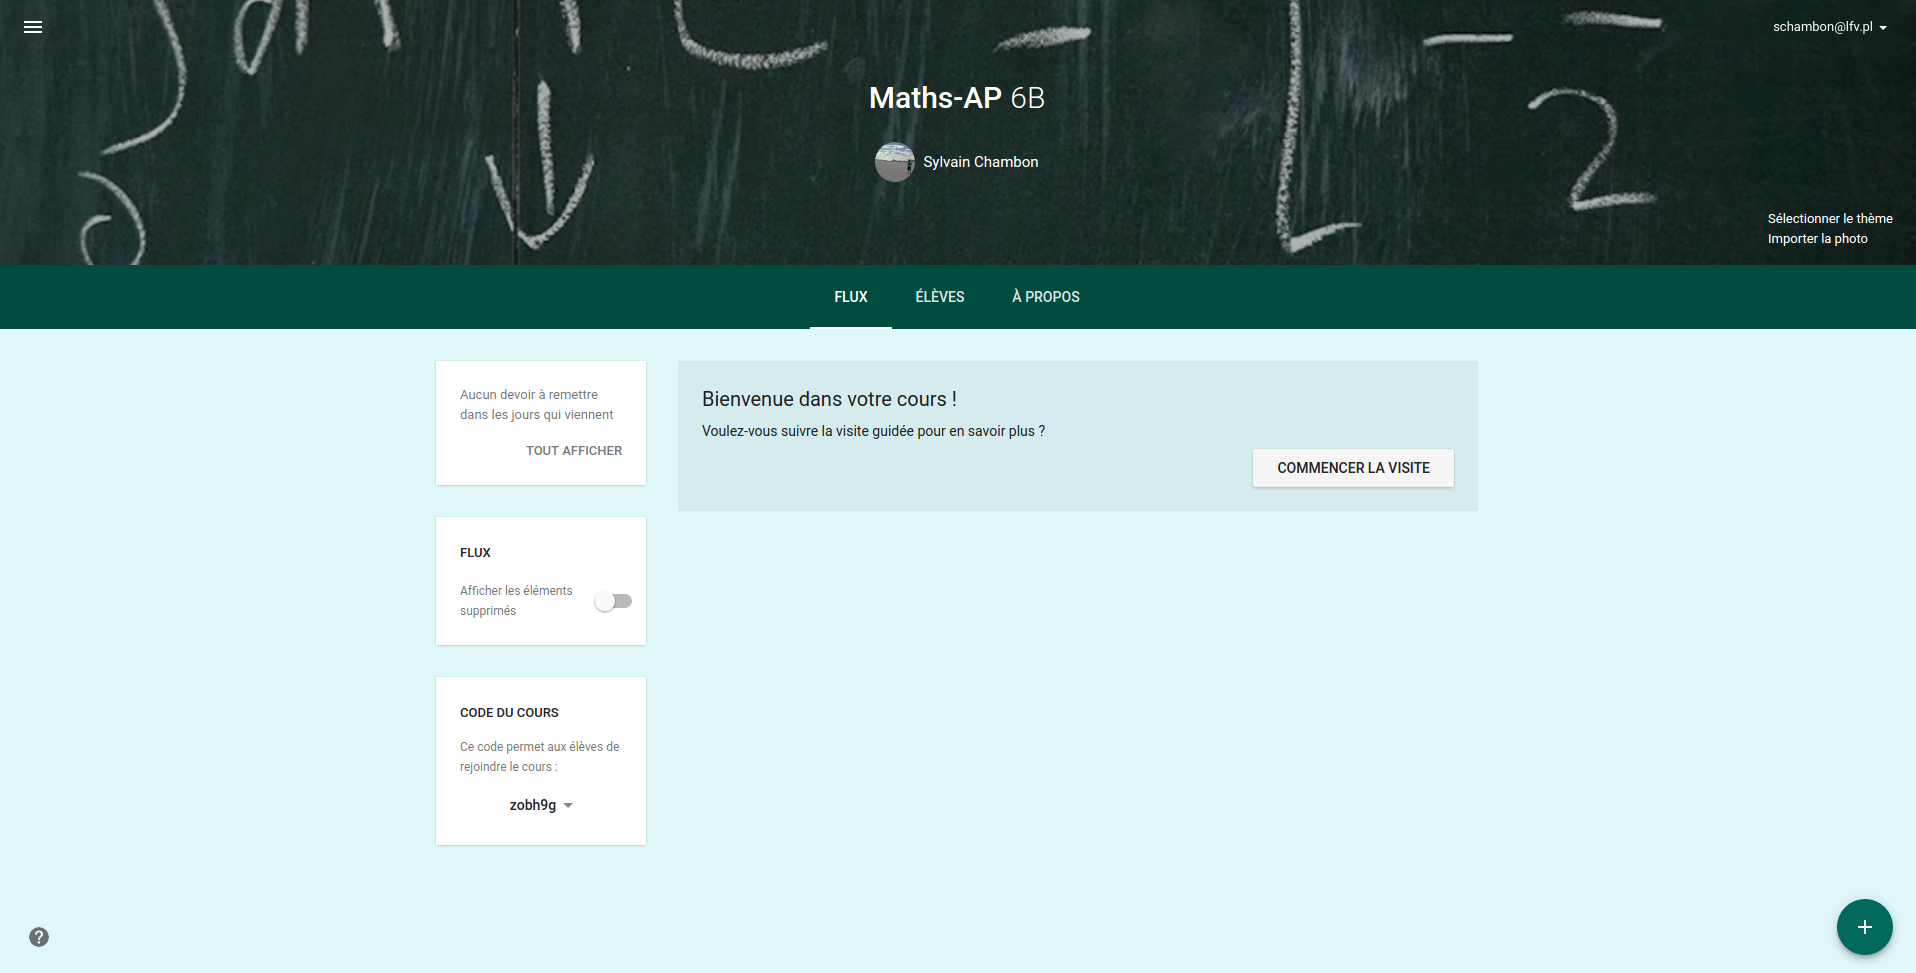 schambon@lfv.pl
Maths-AP 6B
Sylvain Chambon
Sélectionner le thème
Importer la photo
FLUX ÉLÈVES À PROPOS
Aucun devoir à remettre
dans les jours qui viennent
TOUT AFFICHER
Bienvenue dans votre cours !
Voulez-vous suivre la visite guidée pour en savoir plus ?
COMMENCER LA VISITE
FLUX
Afficher les éléments
supprimés
CODE DU COURS
Ce code permet aux élèves de
rejoindre le cours :
zobh9g